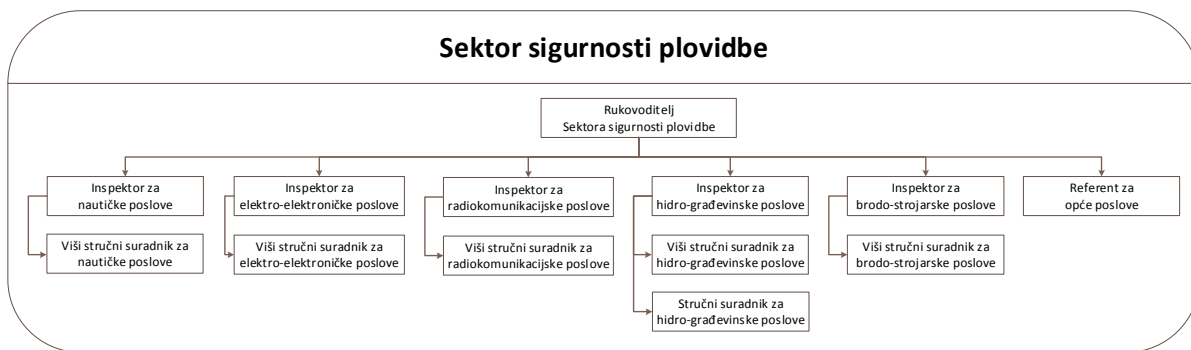 Sektor sigurnosti plovidbe
Rukovoditelj
Sektora sigurnosti plovidbe
Inspektor za
nautičke poslove
Inspektor za
elektro-elektroničke poslove
Inspektor za
radiokomunikacijske poslove
Inspektor za
hidro-građevinske poslove
Inspektor za
brodo-strojarske poslove
Referent za
opće poslove
Viši stručni suradnik za
nautičke poslove
Viši stručni suradnik za
elektro-elektroničke poslove
Viši stručni suradnik za
radiokomunikacijske poslove
Viši stručni suradnik za
hidro-građevinske poslove
Viši stručni suradnik za
brodo-strojarske poslove
Stručni suradnik za
hidro-građevinske poslove